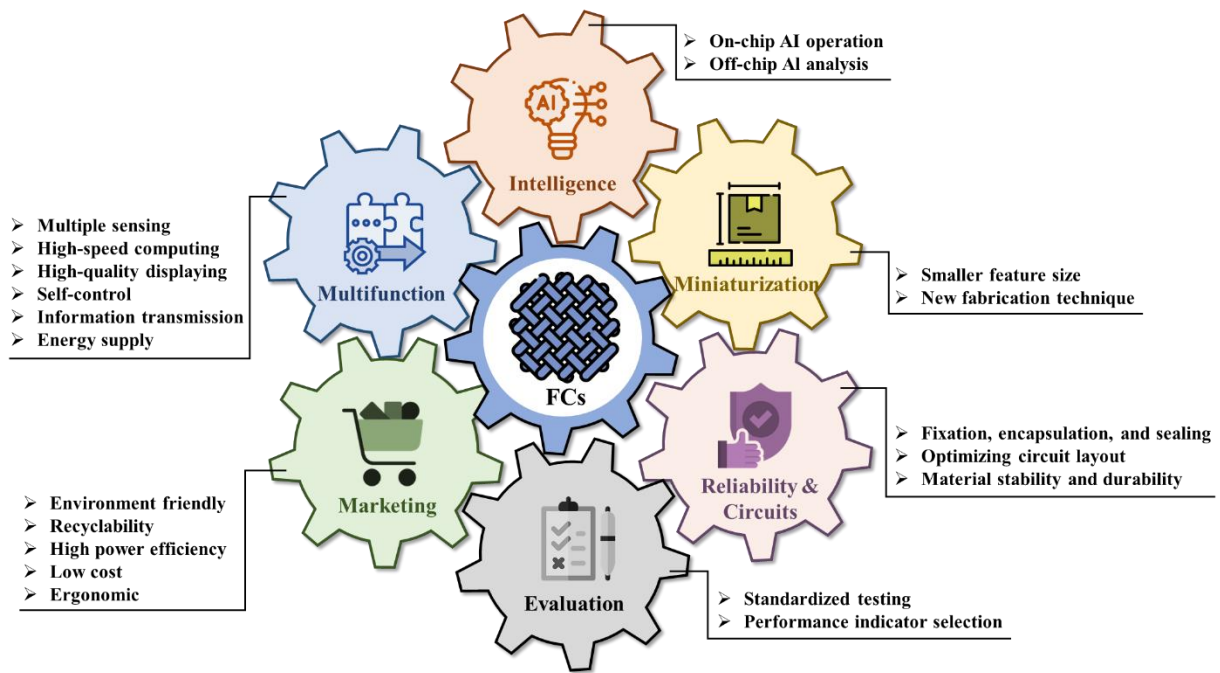 On-chip AI operation
Off-chip AI analysis
AI
Intelligence
Multiple sensing
High-speed computing
High-quality displaying
Self-control
Information transmission
Energy supply
Multifunction
Miniaturization
Smaller feature size
New fabrication technique
FCs
Fixation, encapsulation, and sealing
Optimizing circuit layout
Material stability and durability
Reliability &
Circuits
Marketing
Environment friendly
Recyclability
High power efficiency
Low cost
Ergonomic
Evaluation
Standardized testing
Performance indicator selection